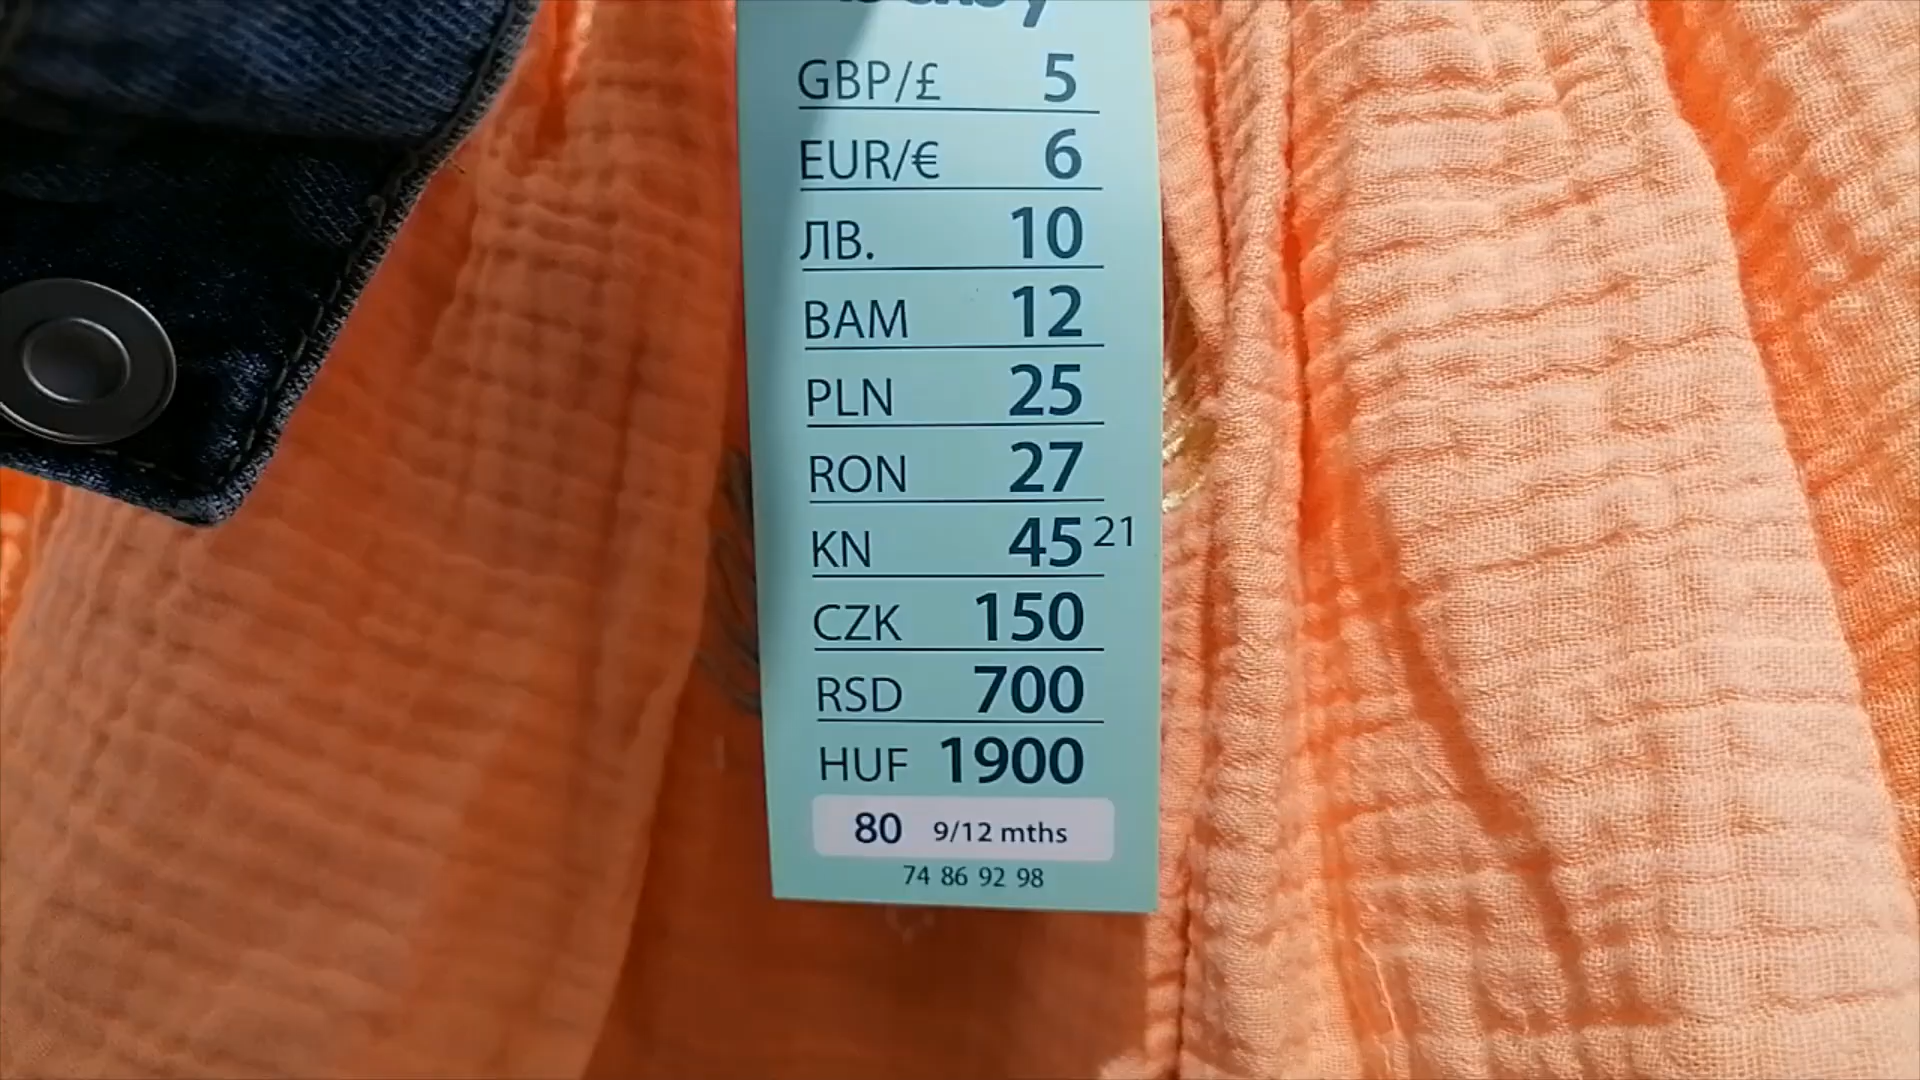 baby
GBP/£ 5
EUR/€ 6
ЛВ. 10
BAM 12
PLN 25
RON 27
KN 45 21
CZK 150
RSD 700
HUF 1900
80 9/12 mths
74 86 92 98